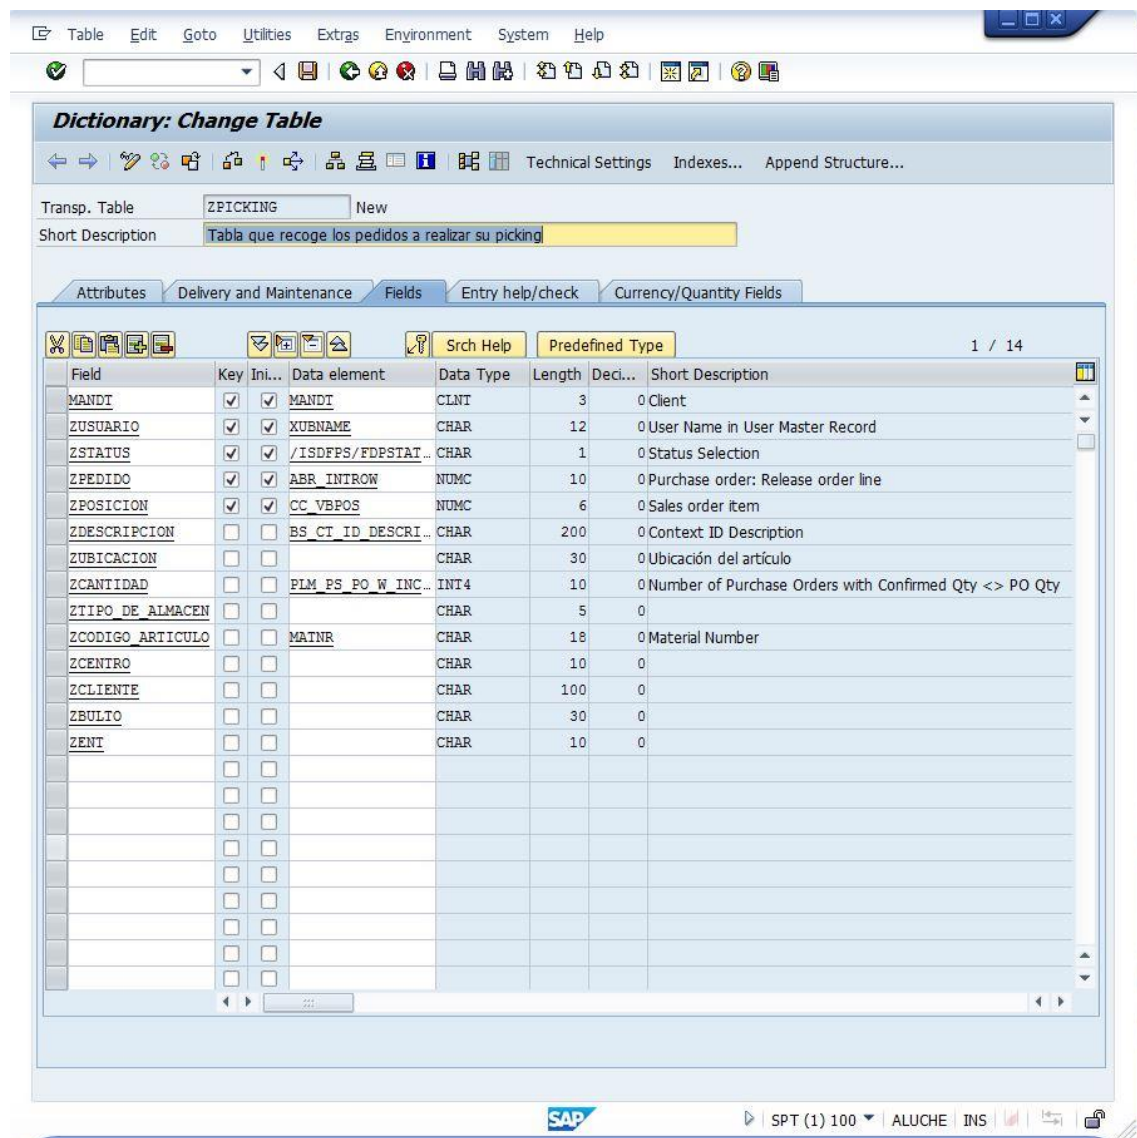 Table Edit Goto Utilities Extras Environment System Help
Dictionary: Change Table
Technical Settings Indexes... Append Structure...
Transp. Table ZPICKING New
Short Description Tabla que recoge los pedidos a realizar su picking
Attributes Delivery and Maintenance Fields Entry help/check Currency/Quantity Fields
Srch Help Predefined Type 1 / 14
Field Key Ini... Data element Data Type Length Deci... Short Description
MANDT MANDT CLNT 3 0 Client
ZUSUARIO XUBNAME CHAR 12 0 User Name in User Master Record
ZSTATUS /ISDFPS/FDPSTAT... CHAR 1 0 Status Selection
ZPEDIDO ABR_INTROW NUMC 10 0 Purchase order: Release order line
ZPOSICION CC_VBPOS NUMC 6 0 Sales order item
ZDESCRIPCION BS_CT_ID_DESCRI... CHAR 200 0 Context ID Description
ZUBICACION CHAR 30 0 Ubicación del artículo
ZCANTIDAD PLM_PS_PO_W_INC... INT4 10 0 Number of Purchase Orders with Confirmed Qty <> PO Qty
ZTIPO_DE_ALMACEN CHAR 5 0
ZCODIGO_ARTICULO MATNR CHAR 18 0 Material Number
ZCENTRO CHAR 10 0
ZCLIENTE CHAR 100 0
ZBULTO CHAR 30 0
ZENT CHAR 10 0
SAP SPT (1) 100 ALUCHE INS